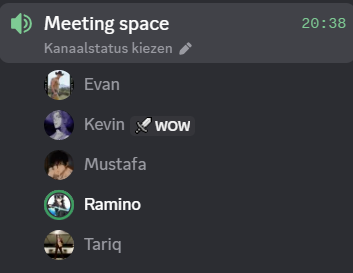 Meeting space 20:38
Kanaalstatus kiezen
Evan
Kevin WOW
Mustafa
Ramino
Tariq